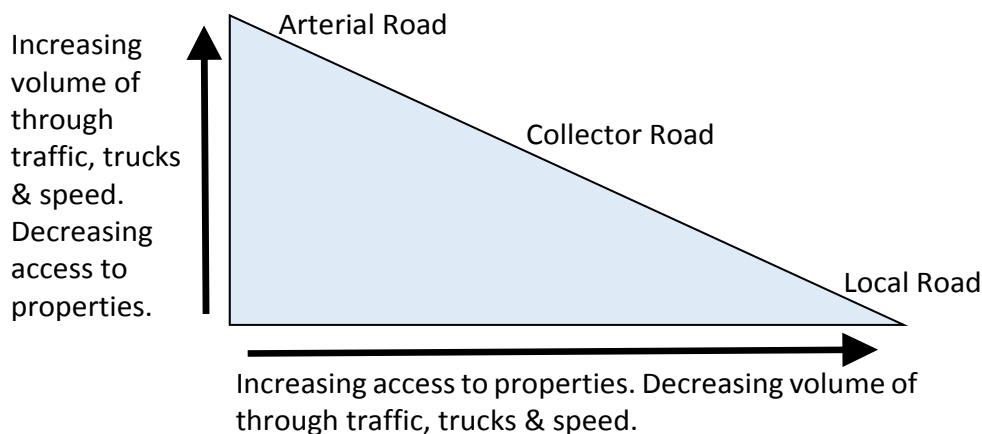 Arterial Road
Increasing
volume of
through
traffic, trucks
& speed.
Decreasing
access to
properties.
Collector Road
Local Road
Increasing access to properties. Decreasing volume of
through traffic, trucks & speed.